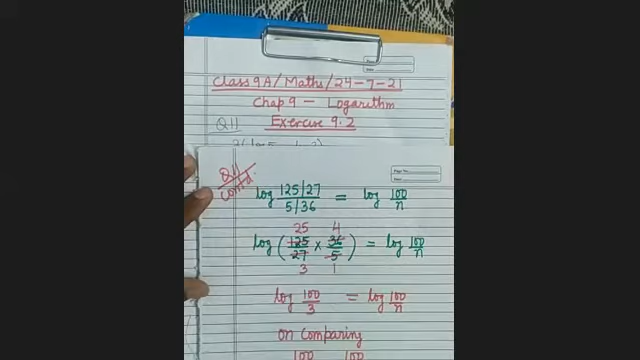 Class 9A/Maths/24-7-21
Chap 9 - Logarithm
Q11 Exercise 9.2
Q11
Contd.
log (125/27)/(5/36) = log 100/n
25 4
log (125/27 × 36/5) = log 100/n
3 1
log 100/3 = log 100/n
on Comparing
100 100